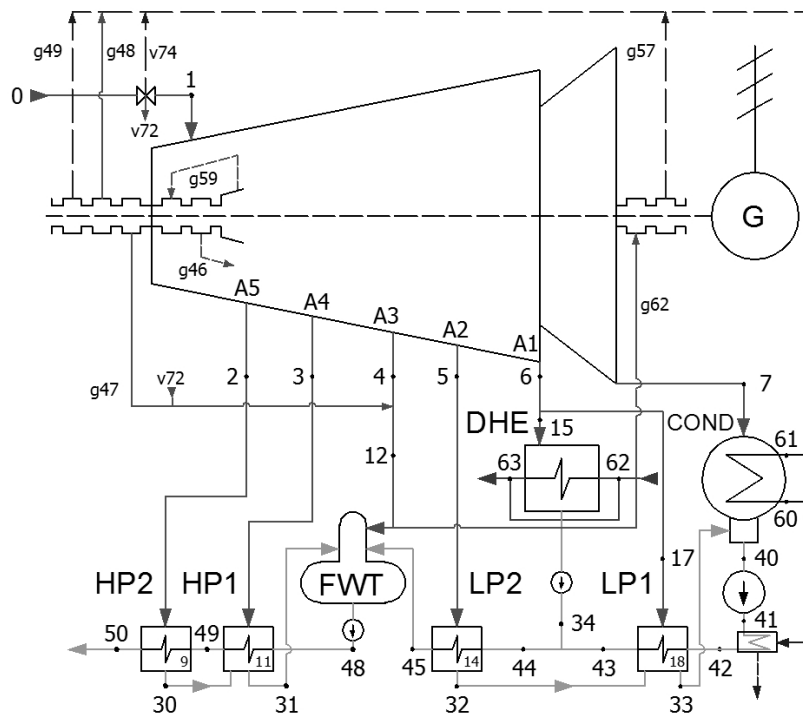 g49 g48 v74 g57
0 1
v72
g59
G
g46
A5 A4 A3 A2 A1
g62
2 3 4 5 6 7
g47 v72
DHE 15 COND
12 63 62 61
60
HP2 HP1 FWT LP2 LP1 17 40
34 41
50 49 48 45 44 43 42
9 11 14 18
30 31 32 33